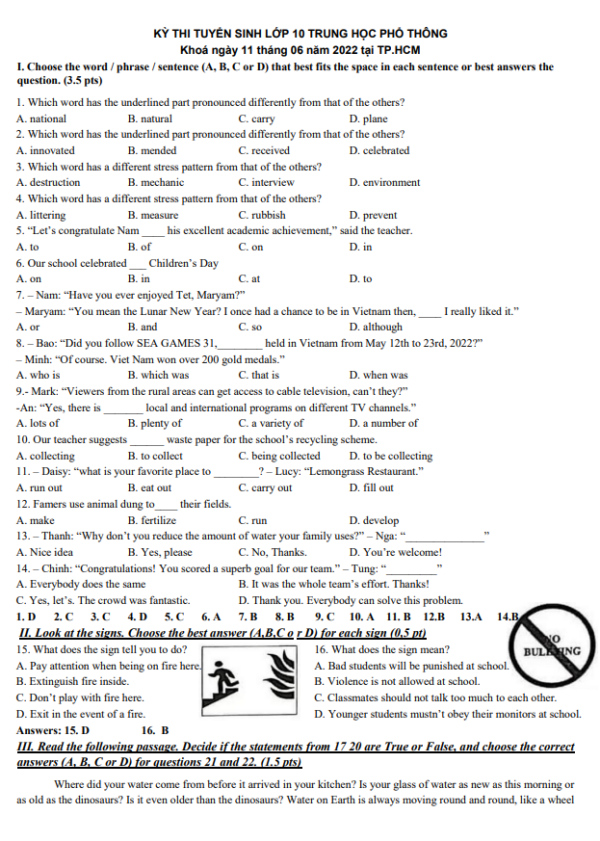 KỲ THI TUYÊN SINH LỚP 10 TRUNG HỌC PHỔ THÔNG
Khoá ngày 11 tháng 06 năm 2022 tại TP.HCM
I. Choose the word / phrase / sentence (A, B, C or D) that best fits the space in each sentence or best answers the
question. (3.5 pts)
1. Which word has the underlined part pronounced differently from that of the others?
A. national B. natural C. carry D. plane
2. Which word has the underlined part pronounced differently from that of the others?
A. innovated B. mended C. received D. celebrated
3. Which word has a different stress pattern from that of the others?
A. destruction B. mechanic C. interview D. environment
4. Which word has a different stress pattern from that of the others?
A. littering B. measure C. rubbish D. prevent
5. “Let’s congratulate Nam ____ his excellent academic achievement,” said the teacher.
A. to B. of C. on D. in
6. Our school celebrated ___ Children’s Day
A. on B. in C. at D. to
7. – Nam: “Have you ever enjoyed Tet, Maryam?”
– Maryam: “You mean the Lunar New Year? I once had a chance to be in Vietnam then, ____ I really liked it.”
A. or B. and C. so D. although
8. – Bao: “Did you follow SEA GAMES 31,________ held in Vietnam from May 12th to 23rd, 2022?”
– Minh: “Of course. Viet Nam won over 200 gold medals.”
A. who is B. which was C. that is D. when was
9.- Mark: “Viewers from the rural areas can get access to cable television, can’t they?”
-An: “Yes, there is _______ local and international programs on different TV channels.”
A. lots of B. plenty of C. a variety of D. a number of
10. Our teacher suggests ______ waste paper for the school’s recycling scheme.
A. collecting B. to collect C. being collected D. to be collecting
11. – Daisy: “what is your favorite place to ________? – Lucy: “Lemongrass Restaurant.”
A. run out B. eat out C. carry out D. fill out
12. Famers use animal dung to____ their fields.
A. make B. fertilize C. run D. develop
13. – Thanh: “Why don’t you reduce the amount of water your family uses?” – Nga: “______________”
A. Nice idea B. Yes, please C. No, Thanks. D. You’re welcome!
14. – Chinh: “Congratulations! You scored a superb goal for our team.” – Tung: “_________”
A. Everybody does the same B. It was the whole team’s effort. Thanks!
C. Yes, let’s. The crowd was fantastic. D. Thank you. Everybody can solve this problem.
1. D 2. C 3. C 4. D 5. C 6. A 7. B 8. B 9. C 10. A 11. B 12.B 13.A 14.B
II. Look at the signs. Choose the best answer (A,B,C o r D) for each sign (0,5 pt)
15. What does the sign tell you to do? 16. What does the sign mean?
NO
BULLYING
A. Pay attention when being on fire here. A. Bad students will be punished at school.
B. Extinguish fire inside. B. Violence is not allowed at school.
C. Don’t play with fire here. C. Classmates should not talk too much to each other.
D. Exit in the event of a fire. D. Younger students mustn’t obey their monitors at school.
Answers: 15. D 16. B
III. Read the following passage. Decide if the statements from 17 20 are True or False, and choose the correct
answers (A, B, C or D) for questions 21 and 22. (1.5 pts)
Where did your water come from before it arrived in your kitchen? Is your glass of water as new as this morning or
as old as the dinosaurs? Is it even older than the dinosaurs? Water on Earth is always moving round and round, like a wheel